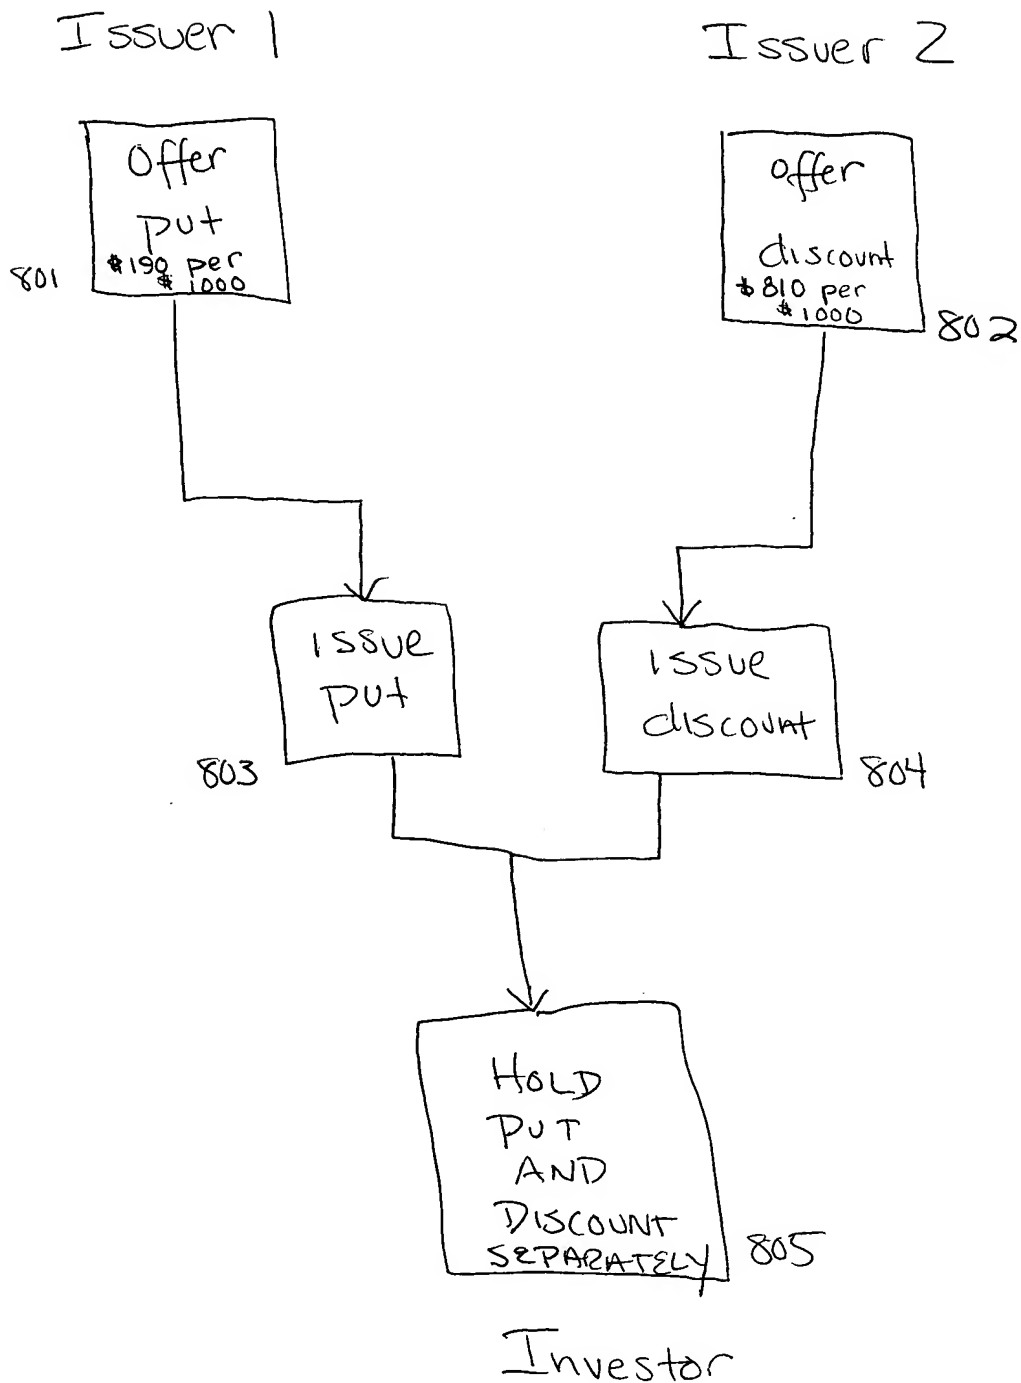 Issuer 1
Issuer 2
Offer
put
$190 per
$1000
801
offer
discount
$810 per
$1000
802
issue
put
803
issue
discount
804
HOLD
PUT
AND
DISCOUNT
SEPARATELY
805
Investor